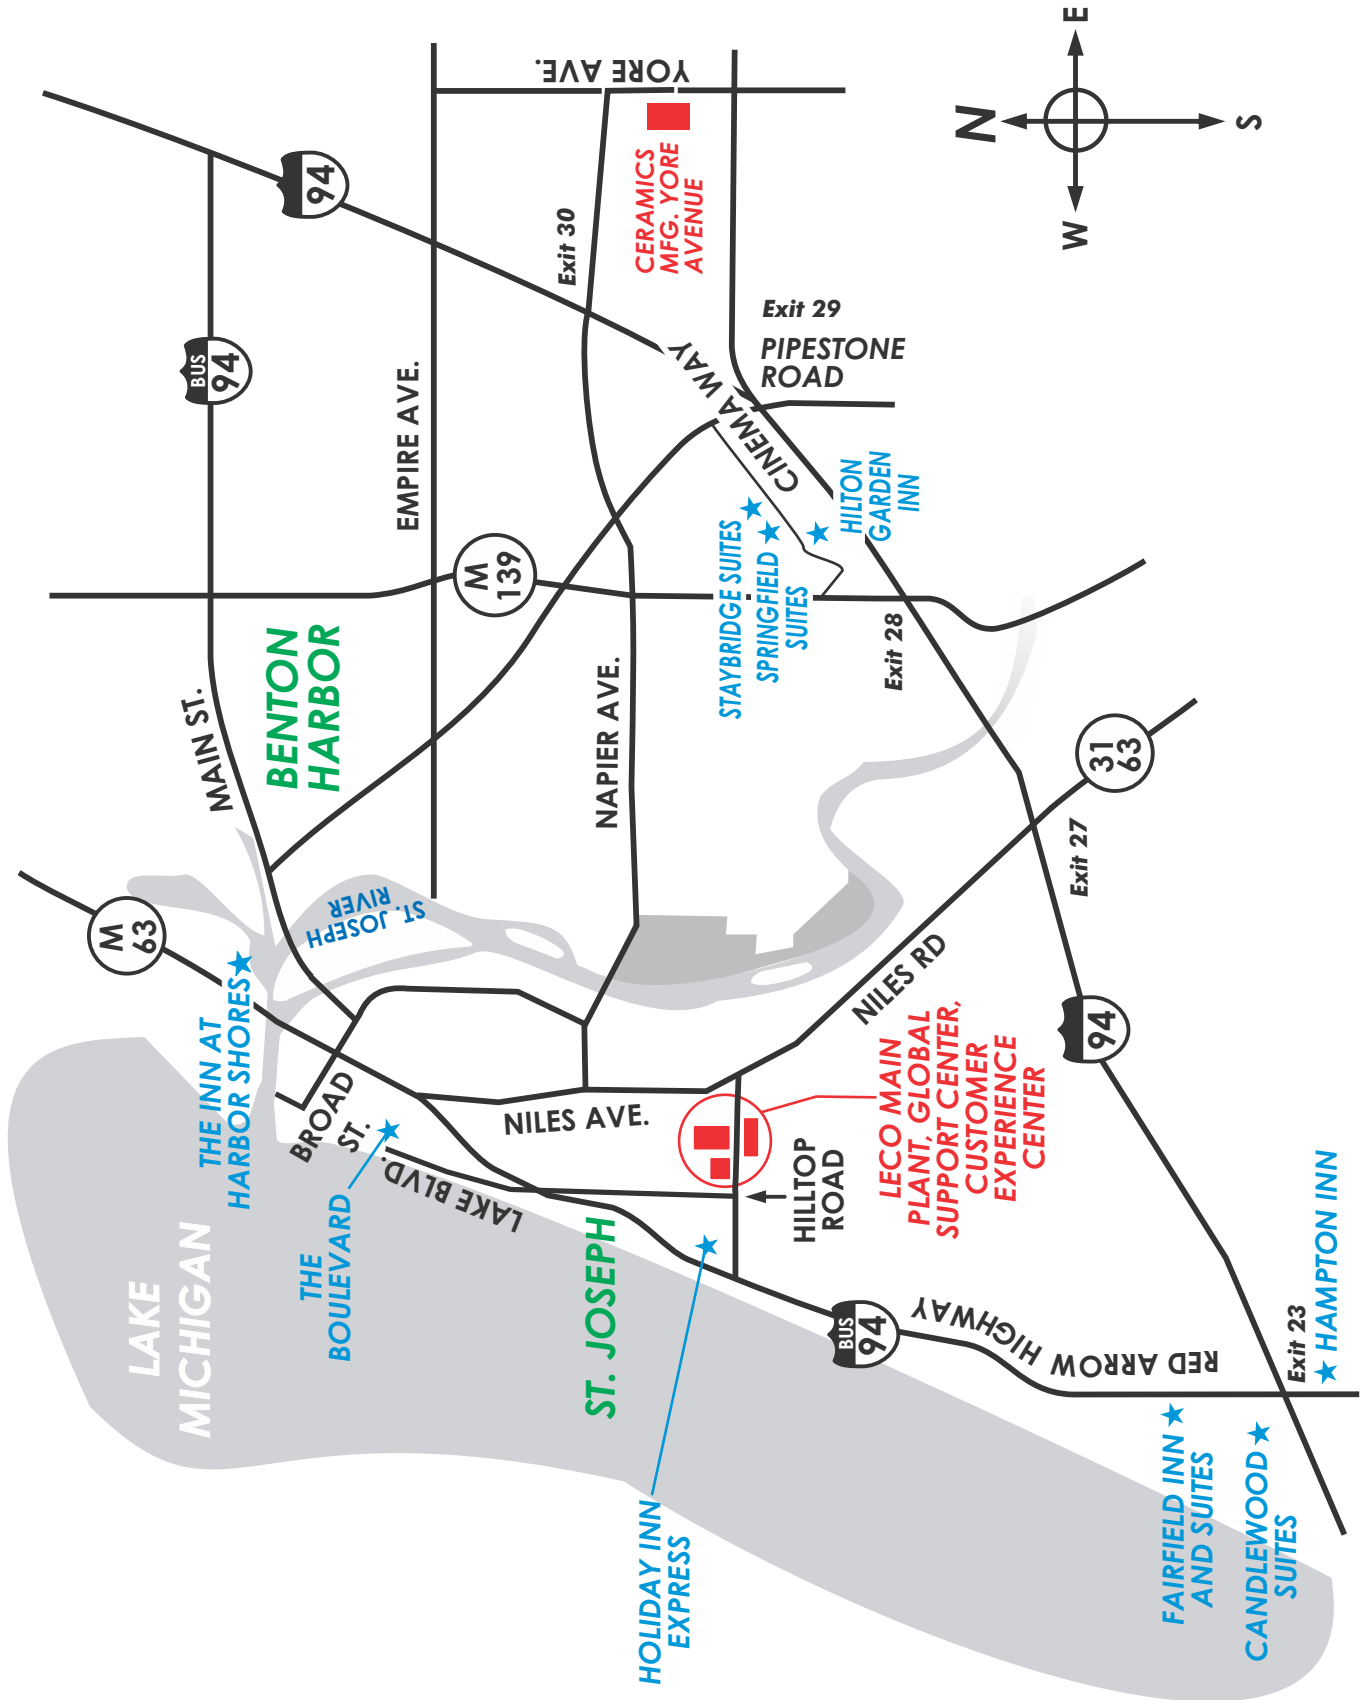 LAKE
MICHIGAN
THE INN AT
HARBOR SHORES
M
63
MAIN ST.
BUS
94
94
BENTON
HARBOR
ST. JOSEPH
RIVER
EMPIRE AVE.
M
139
BROAD
ST.
THE
BOULEVARD
LAKE BLVD.
NILES AVE.
ST. JOSEPH
NAPIER AVE.
Exit 30
YORE AVE.
CERAMICS
MFG. YORE
AVENUE
CINEMA WAY
Exit 29
PIPESTONE
ROAD
STAYBRIDGE SUITES
SPRINGFIELD
SUITES
HILTON
GARDEN
INN
Exit 28
HOLIDAY INN
EXPRESS
HILLTOP
ROAD
NILES RD
LECO MAIN
PLANT, GLOBAL
SUPPORT CENTER,
CUSTOMER
EXPERIENCE
CENTER
BUS
94
RED ARROW HIGHWAY
94
Exit 27
31
63
FAIRFIELD INN
AND SUITES
CANDLEWOOD
SUITES
Exit 23
HAMPTON INN
N
W
E
S